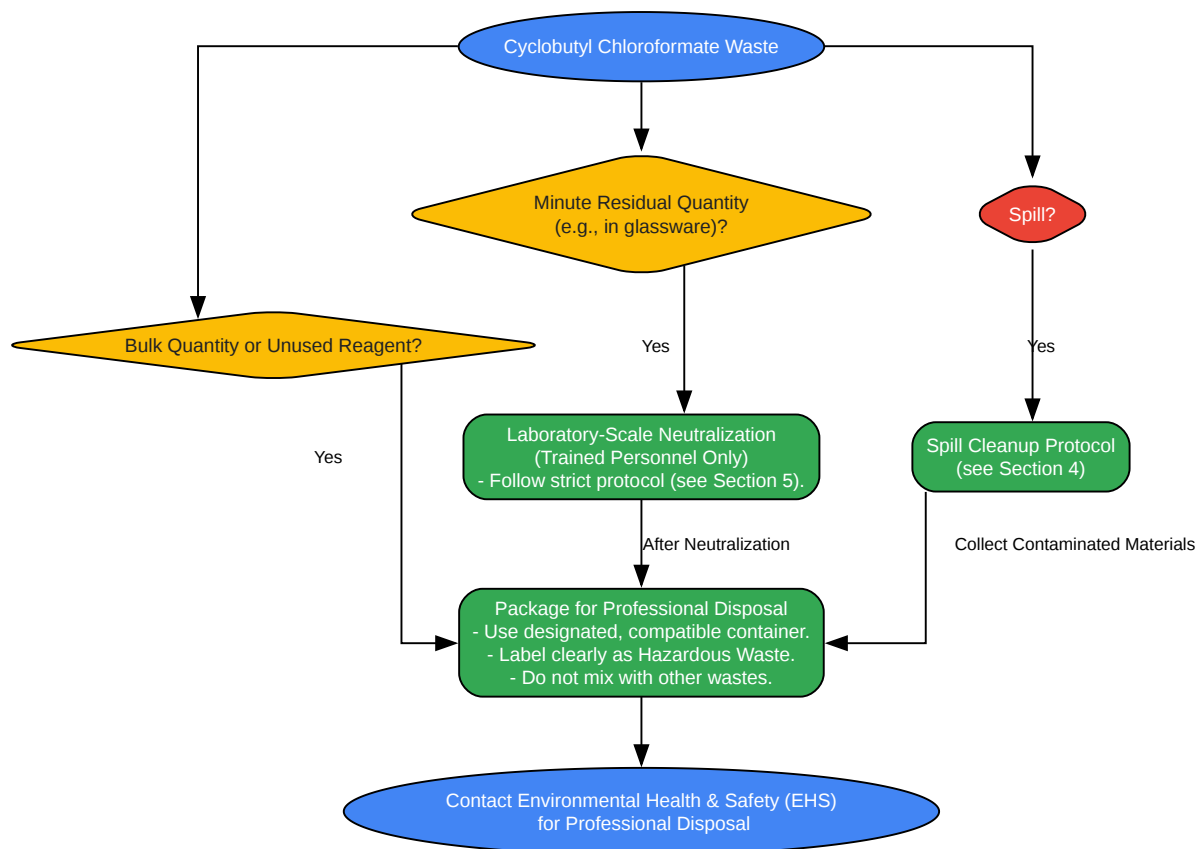 Cyclobutyl Chloroformate Waste
Minute Residual Quantity
(e.g., in glassware)?
Spill?
Bulk Quantity or Unused Reagent?
Yes
Yes
Laboratory-Scale Neutralization
(Trained Personnel Only)
- Follow strict protocol (see Section 5).
Spill Cleanup Protocol
(see Section 4)
Yes
After Neutralization
Collect Contaminated Materials
Package for Professional Disposal
- Use designated, compatible container.
- Label clearly as Hazardous Waste.
- Do not mix with other wastes.
Contact Environmental Health & Safety (EHS)
for Professional Disposal